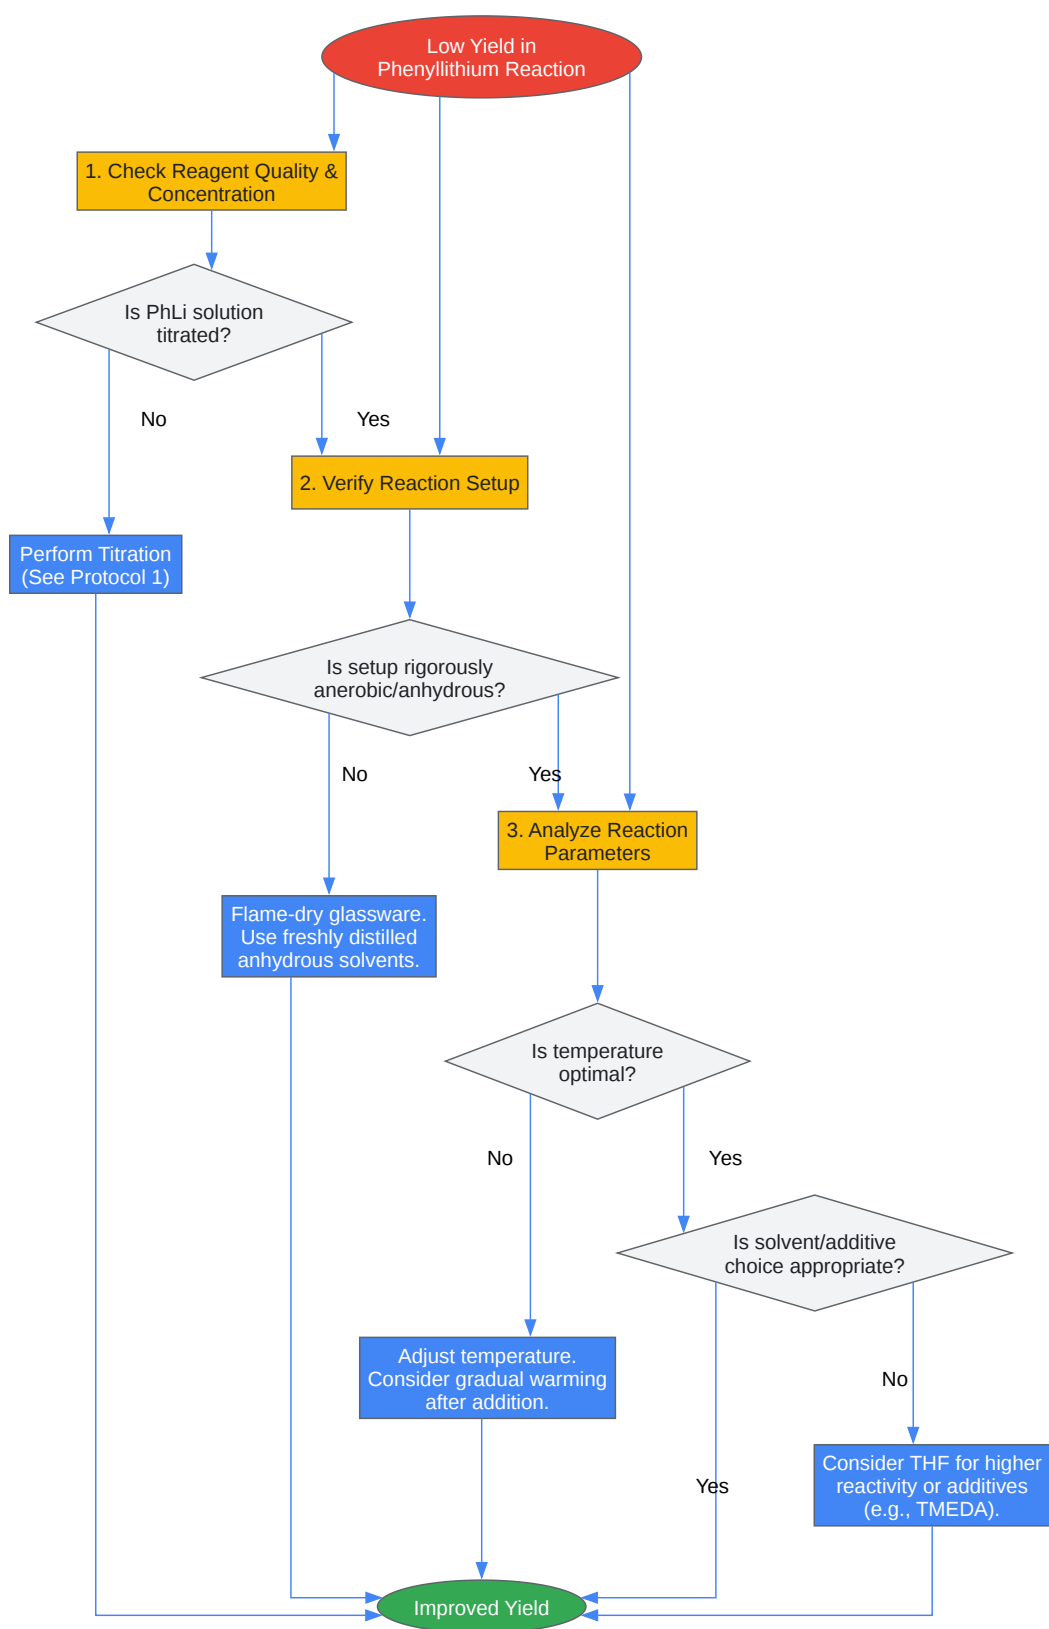 Low Yield in
Phenyllithium Reaction
1. Check Reagent Quality &
Concentration
Is PhLi solution
titrated?
No
Yes
2. Verify Reaction Setup
Perform Titration
(See Protocol 1)
Is setup rigorously
anerobic/anhydrous?
No
Yes
3. Analyze Reaction
Parameters
Flame-dry glassware.
Use freshly distilled
anhydrous solvents.
Is temperature
optimal?
No
Yes
Is solvent/additive
choice appropriate?
Adjust temperature.
Consider gradual warming
after addition.
No
Yes
Consider THF for higher
reactivity or additives
(e.g., TMEDA).
Improved Yield